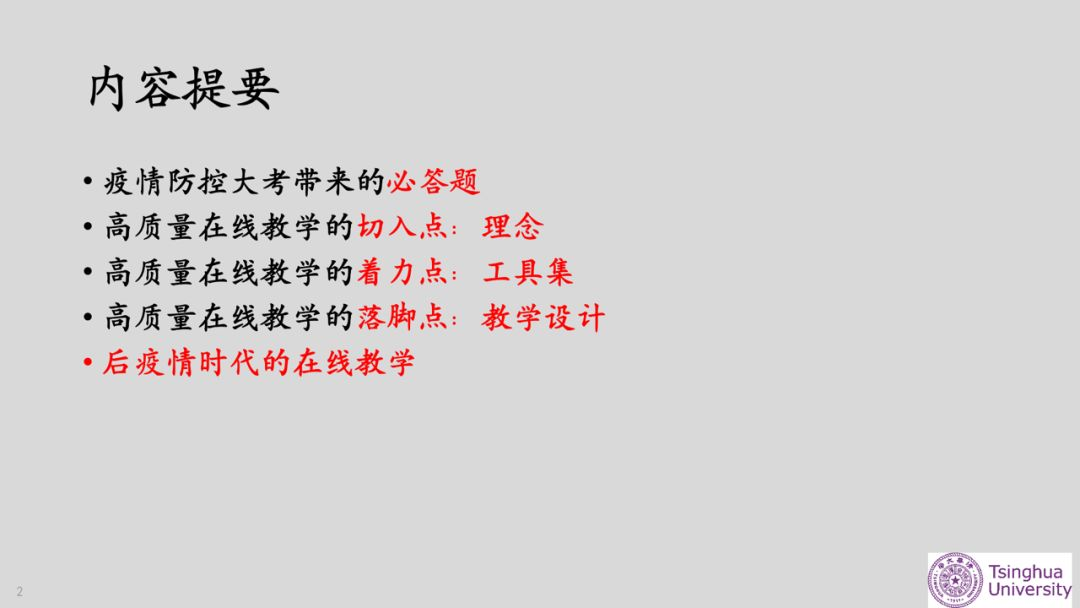 内容提要
• 疫情防控大考带来的必答题
• 高质量在线教学的切入点：理念
• 高质量在线教学的着力点：工具集
• 高质量在线教学的落脚点：教学设计
• 后疫情时代的在线教学
2
Tsinghua
University